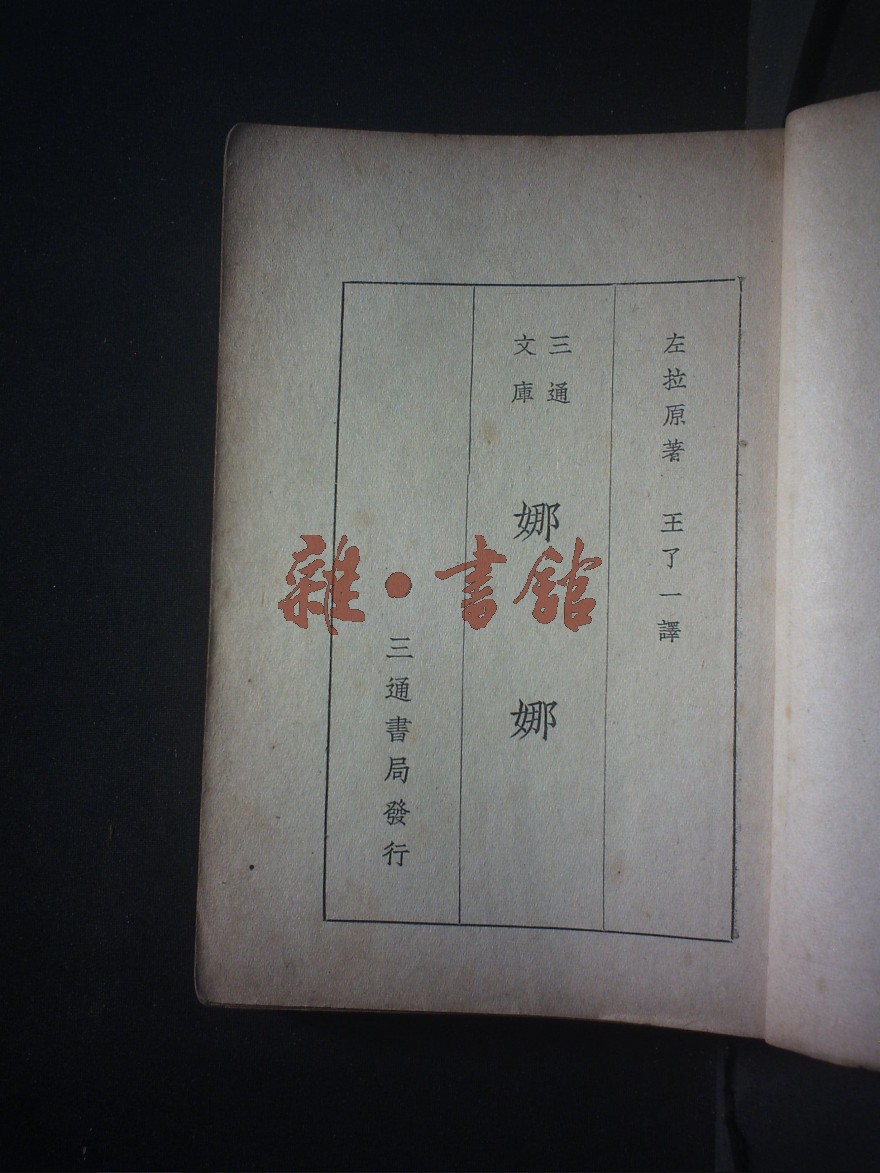 左拉原著　王了一譯
三通
文庫
娜娜
三通書局發行
雜·書舘